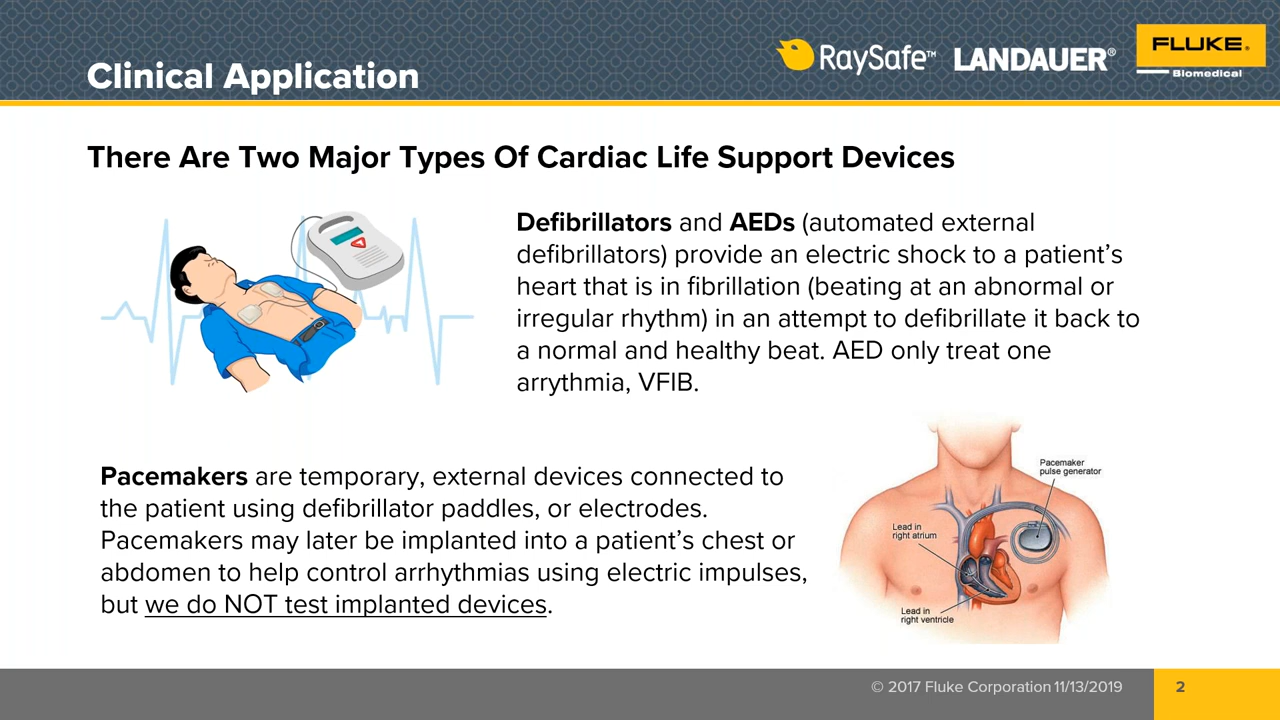 Clinical Application
RaySafe™ LANDAUER® FLUKE®
Biomedical
There Are Two Major Types Of Cardiac Life Support Devices
Defibrillators and AEDs (automated external
defibrillators) provide an electric shock to a patient’s
heart that is in fibrillation (beating at an abnormal or
irregular rhythm) in an attempt to defibrillate it back to
a normal and healthy beat. AED only treat one
arrythmia, VFIB.
Pacemakers are temporary, external devices connected to
the patient using defibrillator paddles, or electrodes.
Pacemakers may later be implanted into a patient’s chest or
abdomen to help control arrhythmias using electric impulses,
but we do NOT test implanted devices.
Pacemaker
pulse generator
Lead in
right atrium
Lead in
right ventricle
© 2017 Fluke Corporation 11/13/2019 2